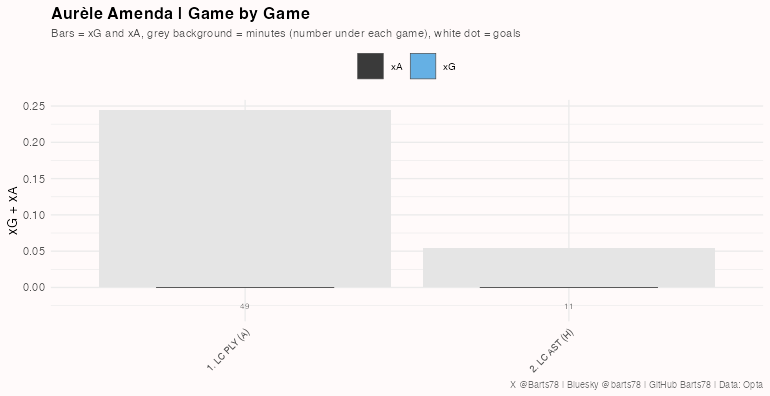 Aurèle Amenda | Game by Game
Bars = xG and xA, grey background = minutes (number under each game), white dot = goals
xA xG
xG + xA
0.25
0.20
0.15
0.10
0.05
0.00
49 11
1. LC PLY (A) 2. LC AST (H)
X @Barts78 | Bluesky @barts78 | GitHub Barts78 | Data: Opta